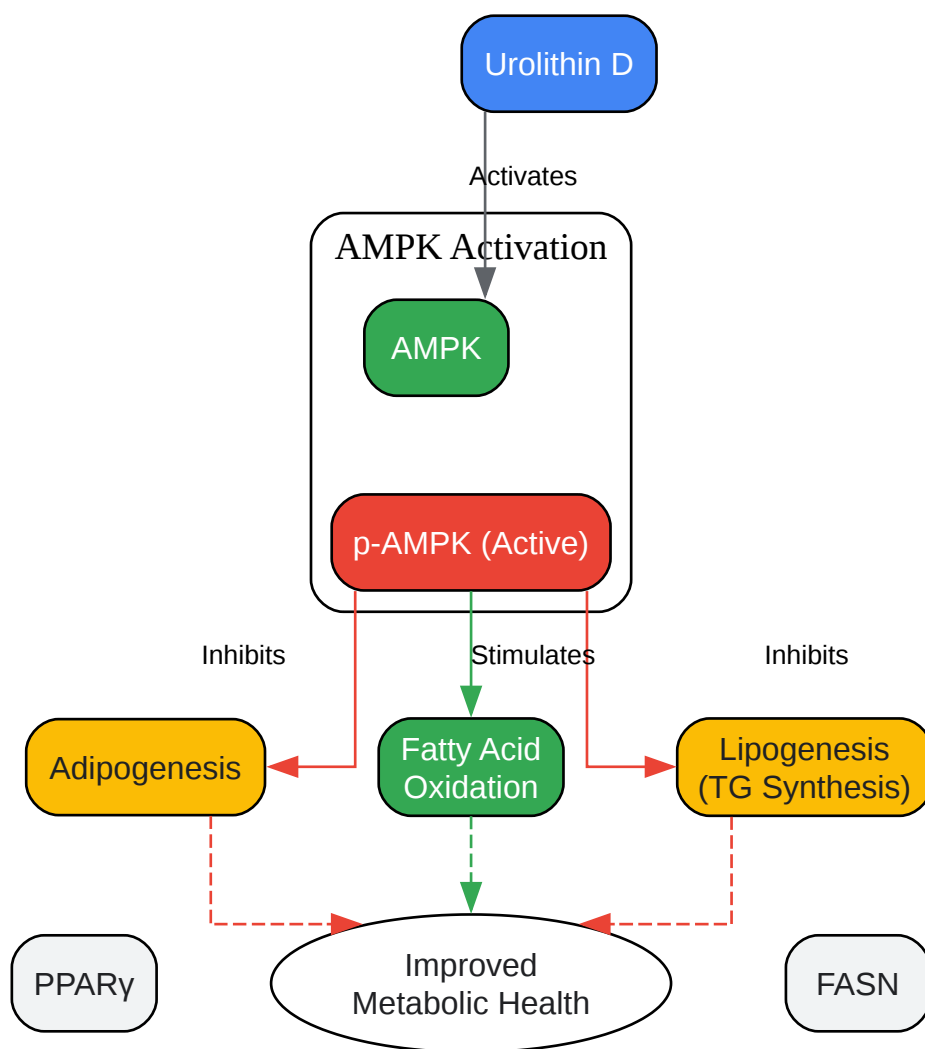 Urolithin D
Activates
AMPK Activation
AMPK
p-AMPK (Active)
Inhibits
Stimulates
Inhibits
Adipogenesis
Fatty Acid
Oxidation
Lipogenesis
(TG Synthesis)
PPARγ
Improved
Metabolic Health
FASN